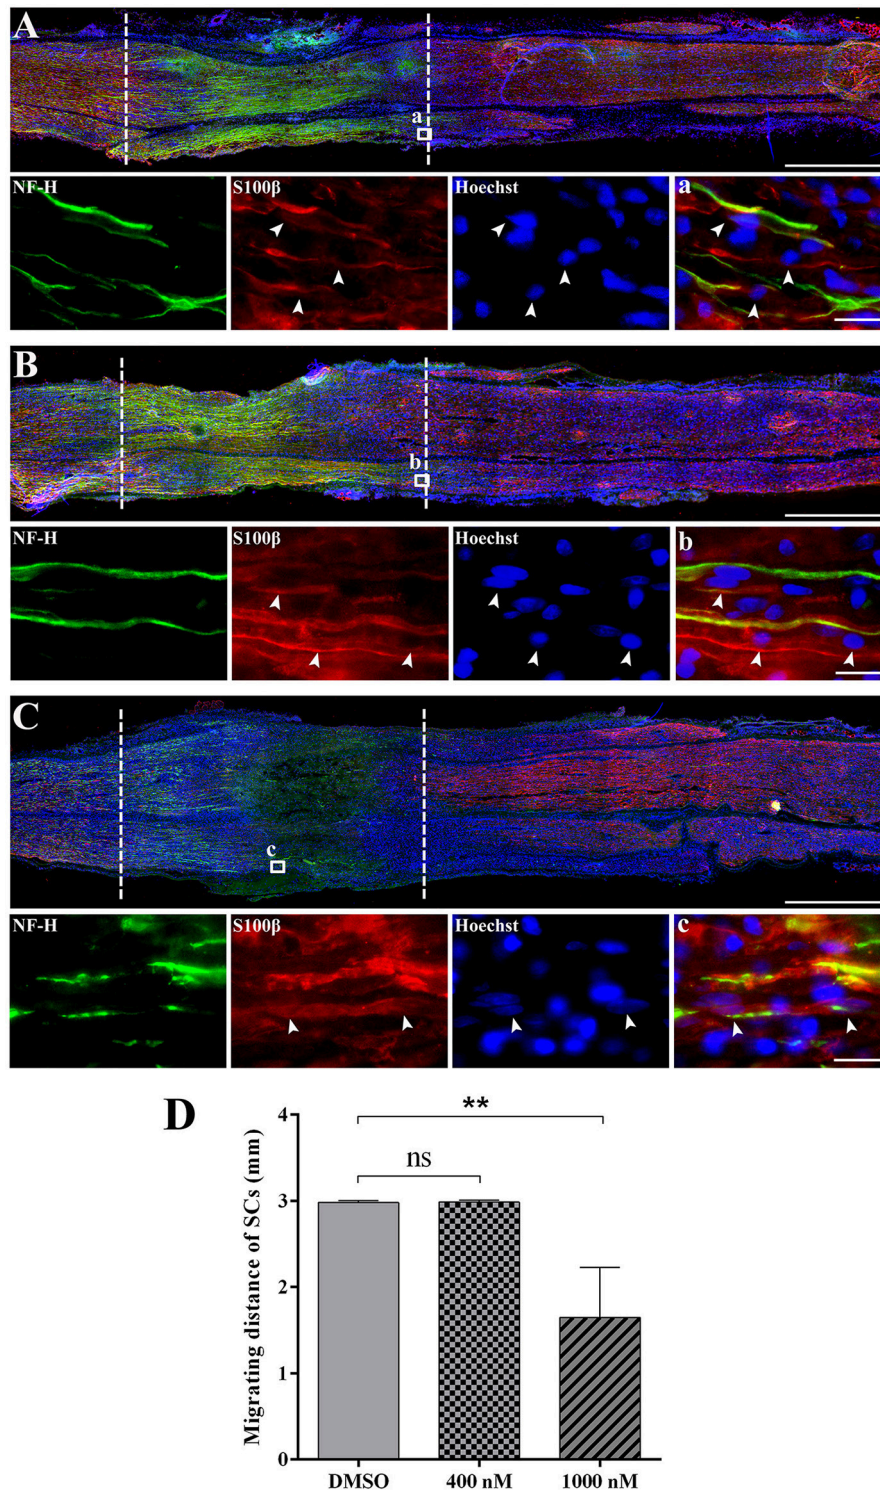 A
a
NF-H S100β Hoechst a
B
b
NF-H S100β Hoechst b
C
c
NF-H S100β Hoechst c
D
Migrating distance of SCs (mm)
4
3
2
1
0
**
ns
DMSO 400 nM 1000 nM